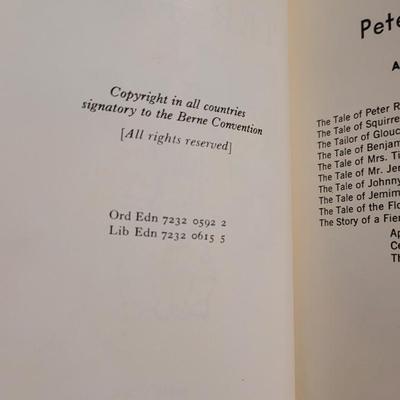 Copyright in all countries
signatory to the Berne Convention
[All rights reserved]
Ord Edn 7232 0592 2
Lib Edn 7232 0615 5
Pete
A
The Tale of Peter R
The Tale of Squirre
The Tailor of Glouc
The Tale of Benjam
The Tale of Mrs. Ti
The Tale of Mr. Jer
The Tale of Johnny
The Tale of Jemim
The Tale of the Flo
The Story of a Fier
Ap
Ce
Th